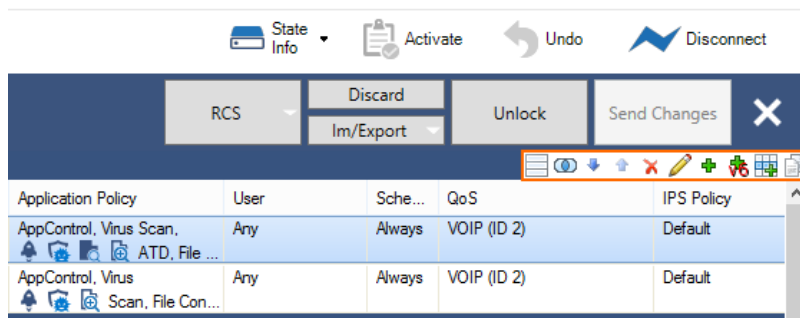 State Info
Activate
Undo
Disconnect
RCS
Discard
Im/Export
Unlock
Send Changes
Application Policy User Sche... QoS IPS Policy
AppControl, Virus Scan, Any Always VOIP (ID 2) Default
ATD, File ...
AppControl, Virus Any Always VOIP (ID 2) Default
Scan, File Con...